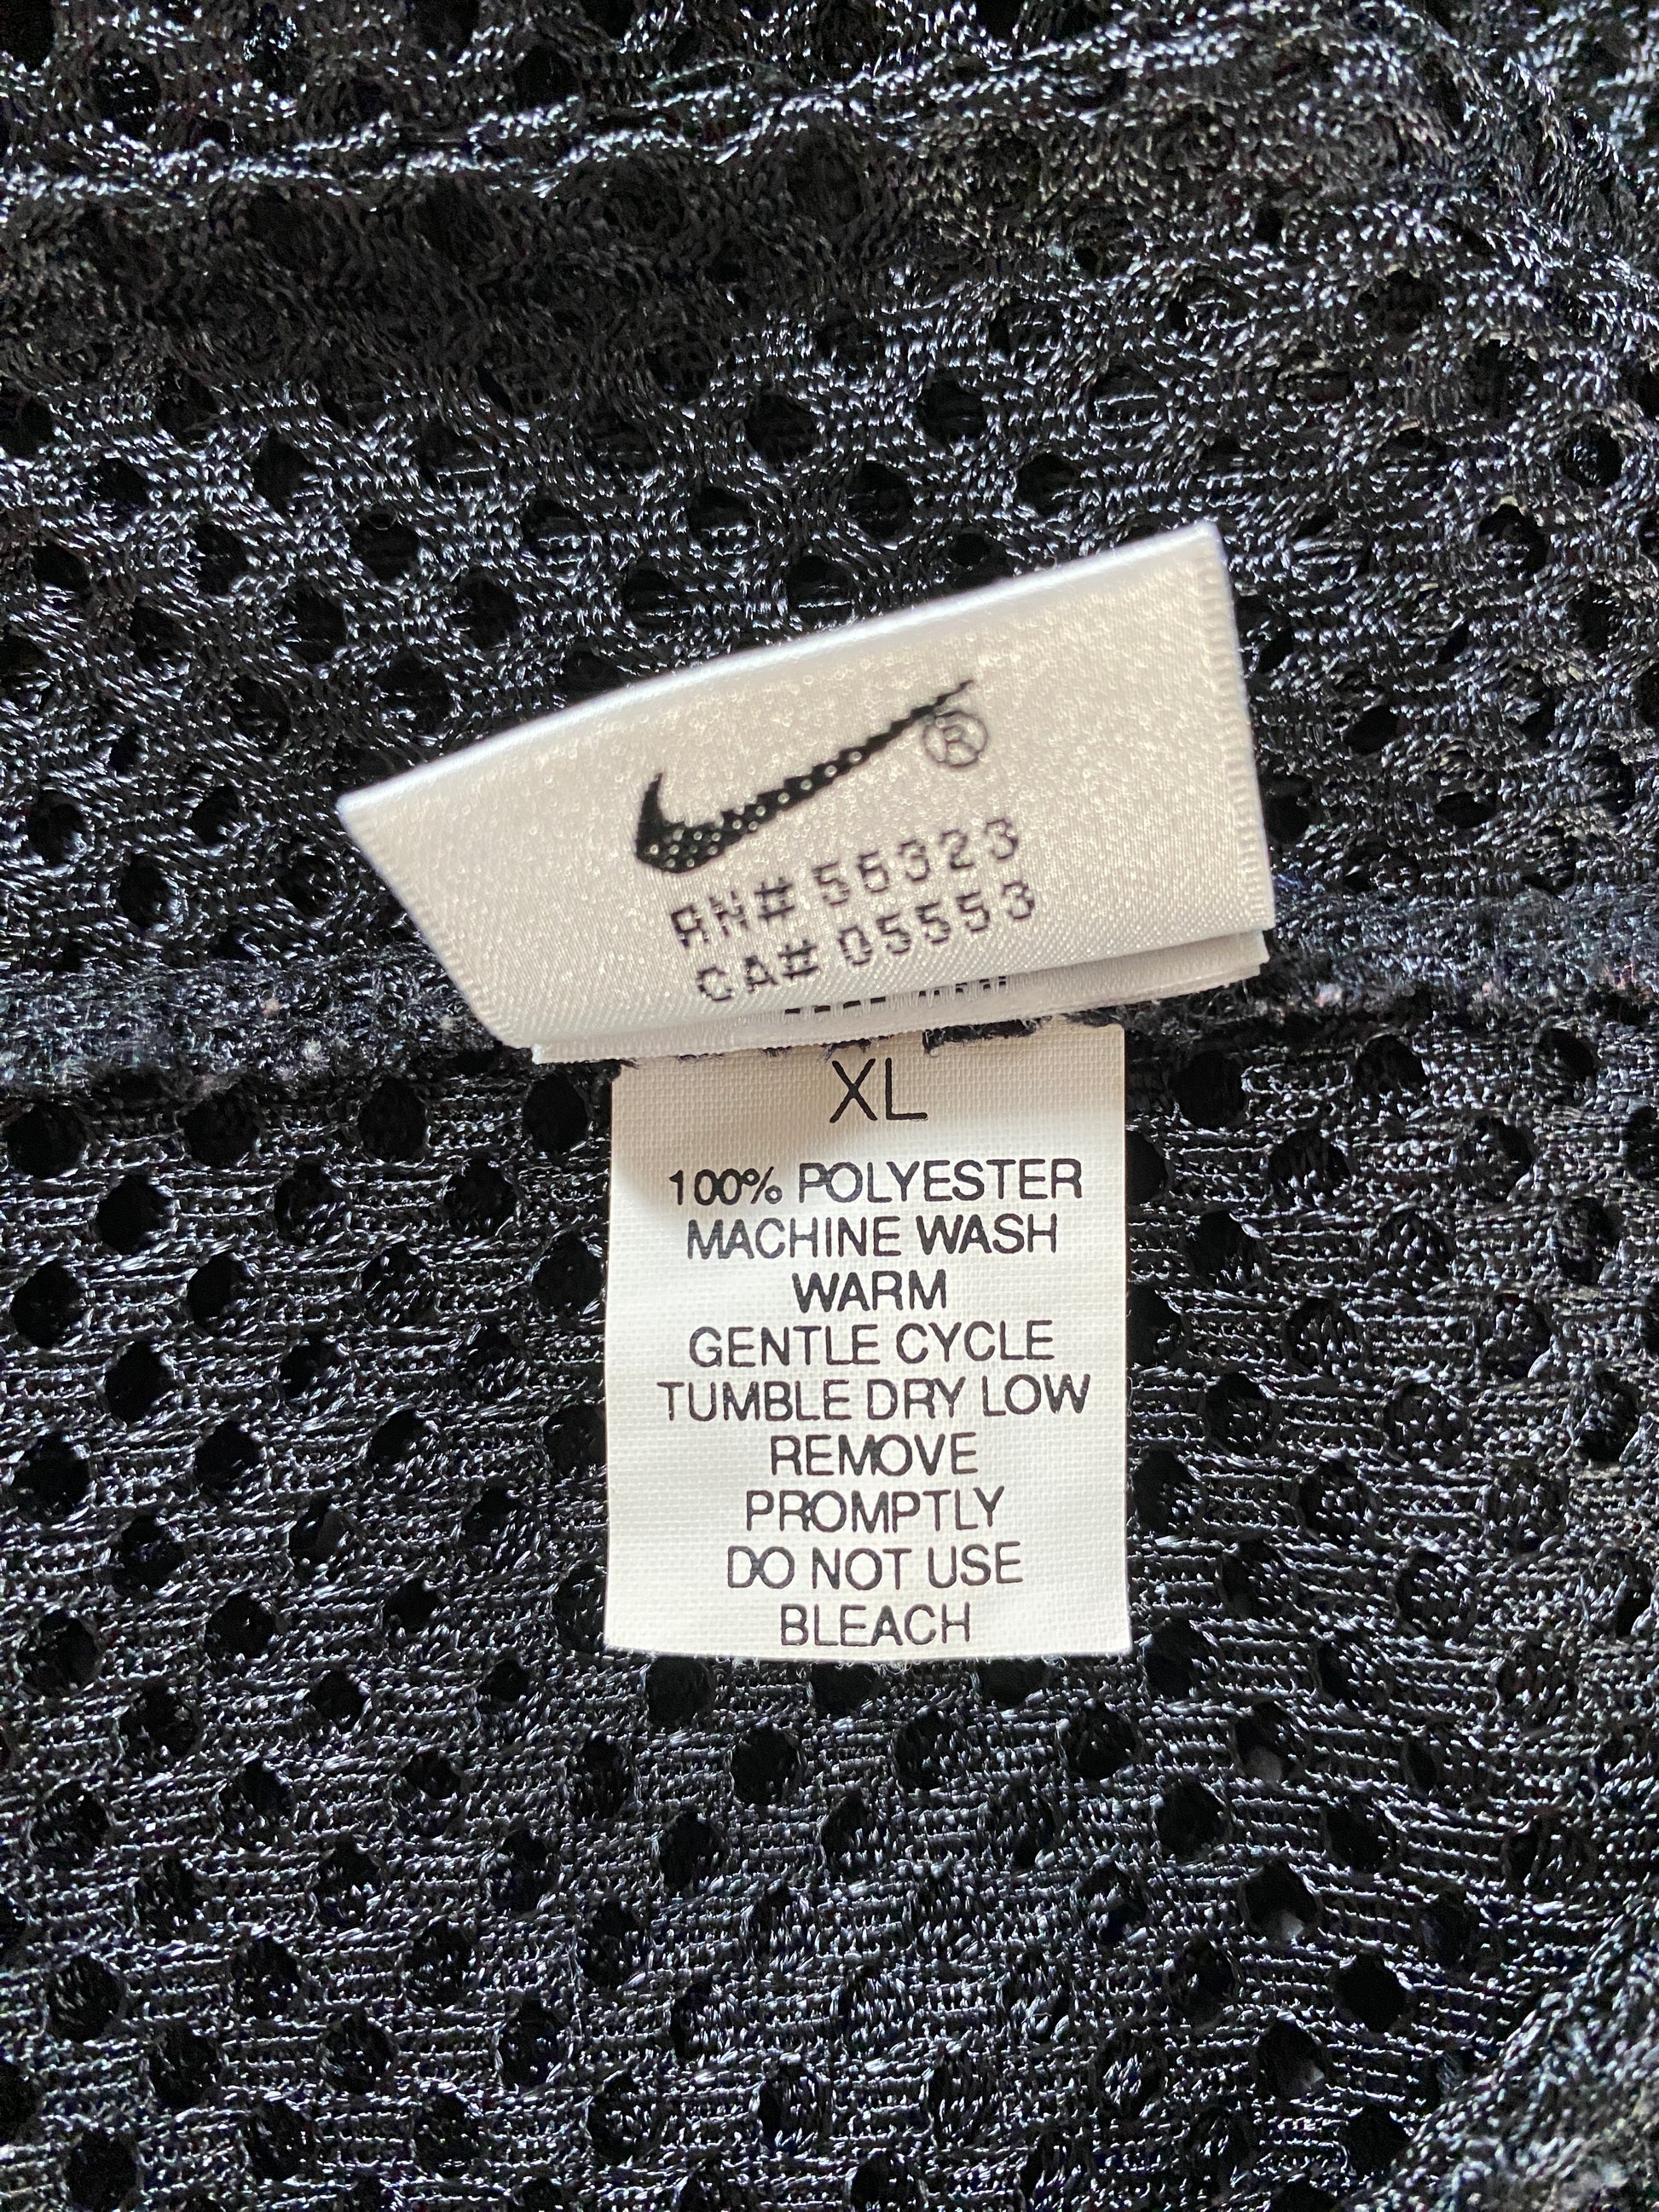 ®
RN# 56323
CA# 05553
XL
100% POLYESTER
MACHINE WASH
WARM
GENTLE CYCLE
TUMBLE DRY LOW
REMOVE
PROMPTLY
DO NOT USE
BLEACH